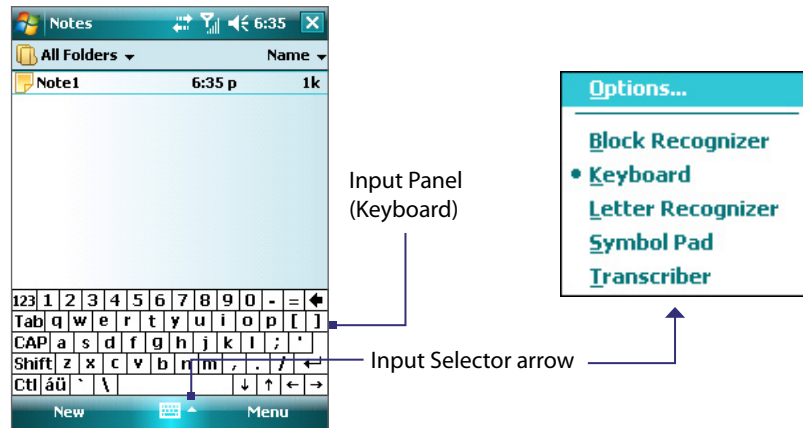 Notes 6:35
All Folders Name
Note1 6:35 p 1k
123 1 2 3 4 5 6 7 8 9 0 - =
Tab q w e r t y u i o p [ ]
CAP a s d f g h j k l ; '
Shift z x c v b n m , . /
Ctl áü ` \ ↓ ↑ ← →
New Menu
Input Panel
(Keyboard)
Input Selector arrow
Options...
Block Recognizer
• Keyboard
Letter Recognizer
Symbol Pad
Transcriber